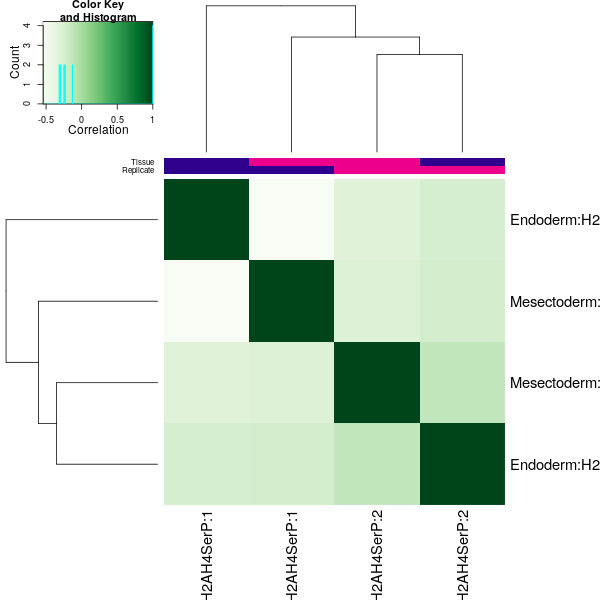 Color Key
and Histogram
Count
0 1 2 3 4
-0.5 0 0.5 1
Correlation
Tissue
Replicate
Endoderm:H2
Mesectoderm:
Mesectoderm:
Endoderm:H2
H2AH4SerP:1
H2AH4SerP:1
H2AH4SerP:2
H2AH4SerP:2